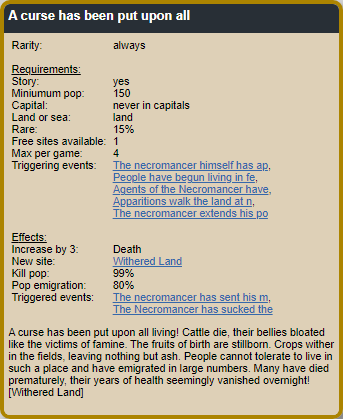 A curse has been put upon all
Rarity: always
Requirements:
Story: yes
Miniumum pop: 150
Capital: never in capitals
Land or sea: land
Rare: 15%
Free sites available: 1
Max per game: 4
Triggering events: The necromancer himself has ap,
People have begun living in fe,
Agents of the Necromancer have,
Apparitions walk the land at n,
The necromancer extends his po
Effects:
Increase by 3: Death
New site: Withered Land
Kill pop: 99%
Pop emigration: 80%
Triggered events: The necromancer has sent his m,
The Necromancer has sucked the
A curse has been put upon all living! Cattle die, their bellies bloated
like the victims of famine. The fruits of birth are stillborn. Crops wither
in the fields, leaving nothing but ash. People cannot tolerate to live in
such a place and have emigrated in large numbers. Many have died
prematurely, their years of health seemingly vanished overnight!
[Withered Land]